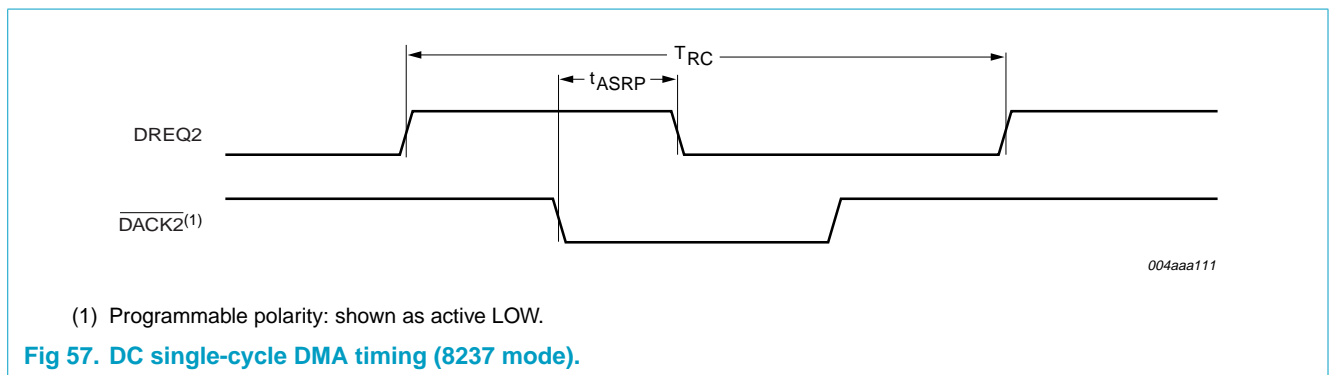 T_RC
t_ASRP
DREQ2
DACK2(1)
004aaa111
(1) Programmable polarity: shown as active LOW.
Fig 57. DC single-cycle DMA timing (8237 mode).